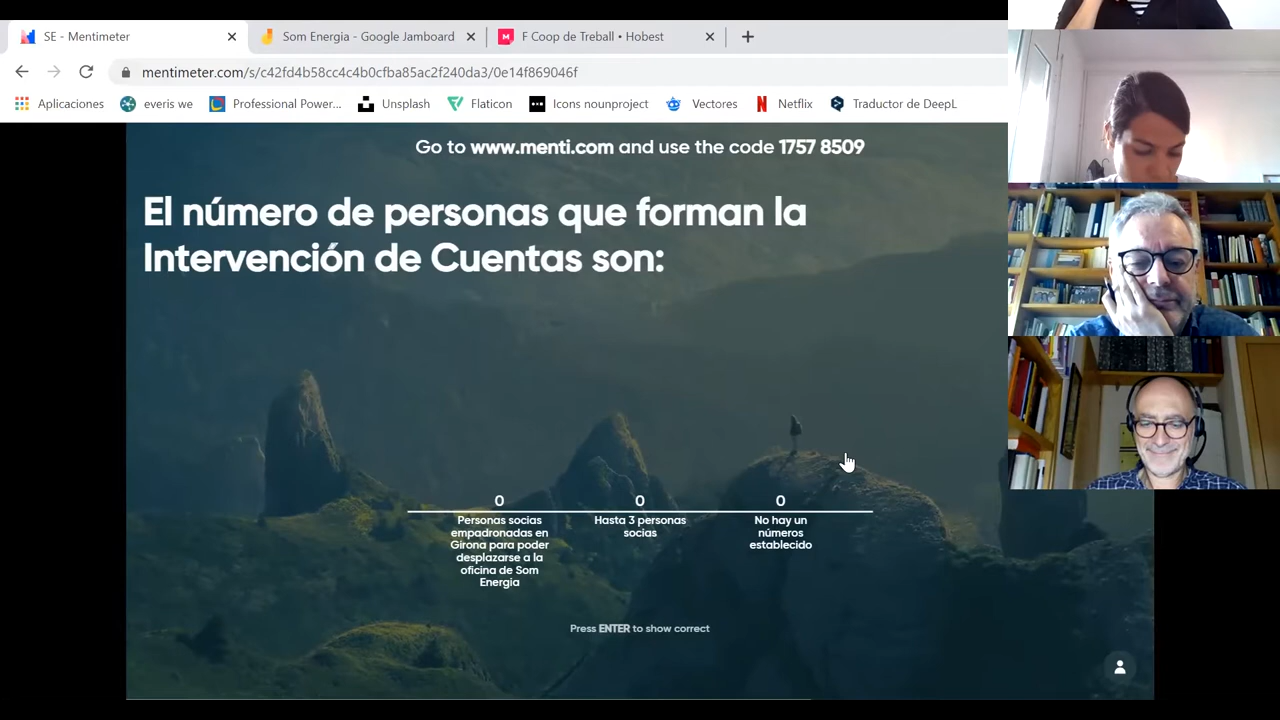 SE - Mentimeter
Som Energia - Google Jamboard
F Coop de Treball • Hobest
mentimeter.com/s/c42fd4b58cc4c4b0cfba85ac2f240da3/0e14f869046f
Aplicaciones
everis we
Professional Power...
Unsplash
Flaticon
Icons nounproject
Vectores
Netflix
Traductor de DeepL
Go to www.menti.com and use the code 1757 8509
El número de personas que forman la
Intervención de Cuentas son:
0
Personas socias
empadronadas en
Girona para poder
desplazarse a la
oficina de Som
Energia
0
Hasta 3 personas
socias
0
No hay un
números
establecido
Press ENTER to show correct